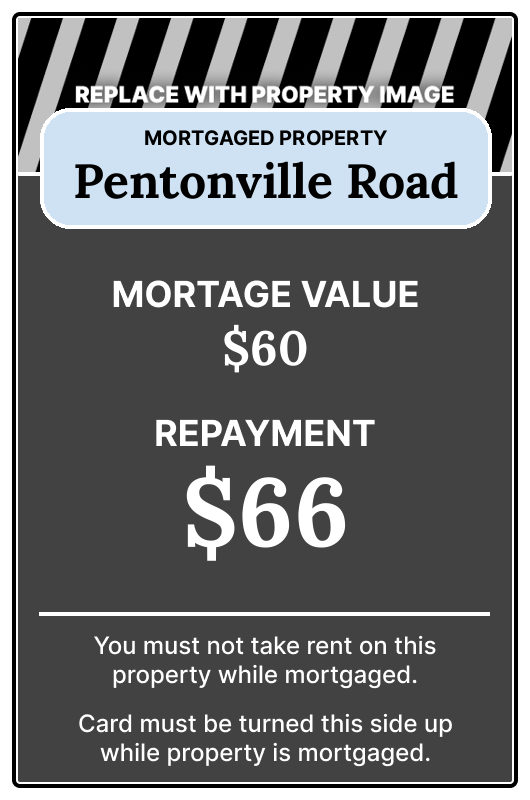 REPLACE WITH PROPERTY IMAGE
MORTGAGED PROPERTY
Pentonville Road
MORTAGE VALUE
$60
REPAYMENT
$66
You must not take rent on this
property while mortgaged.
Card must be turned this side up
while property is mortgaged.